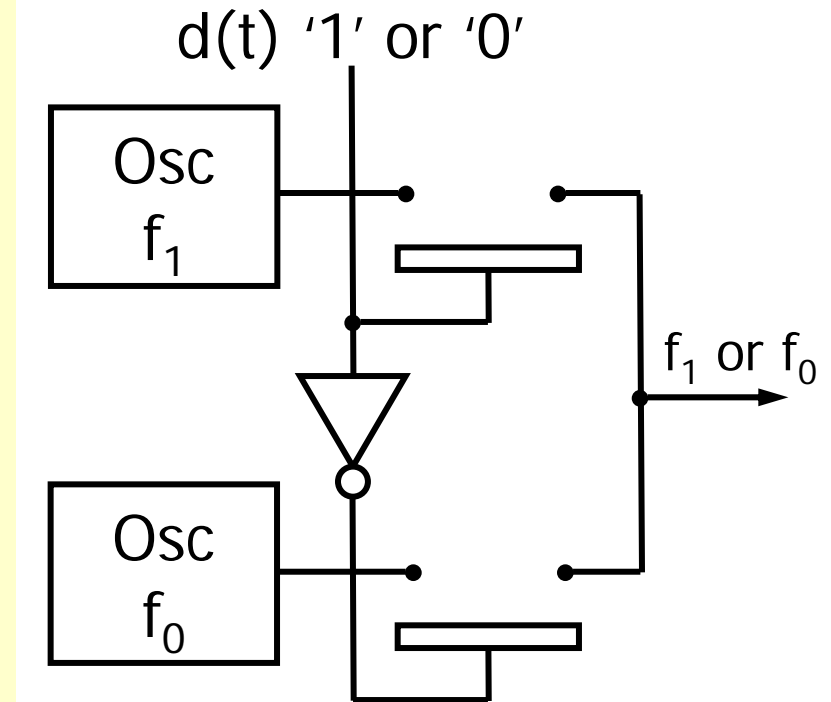 d(t) ‘1’ or ‘0’
Osc
f₁
f₁ or f₀
Osc
f₀